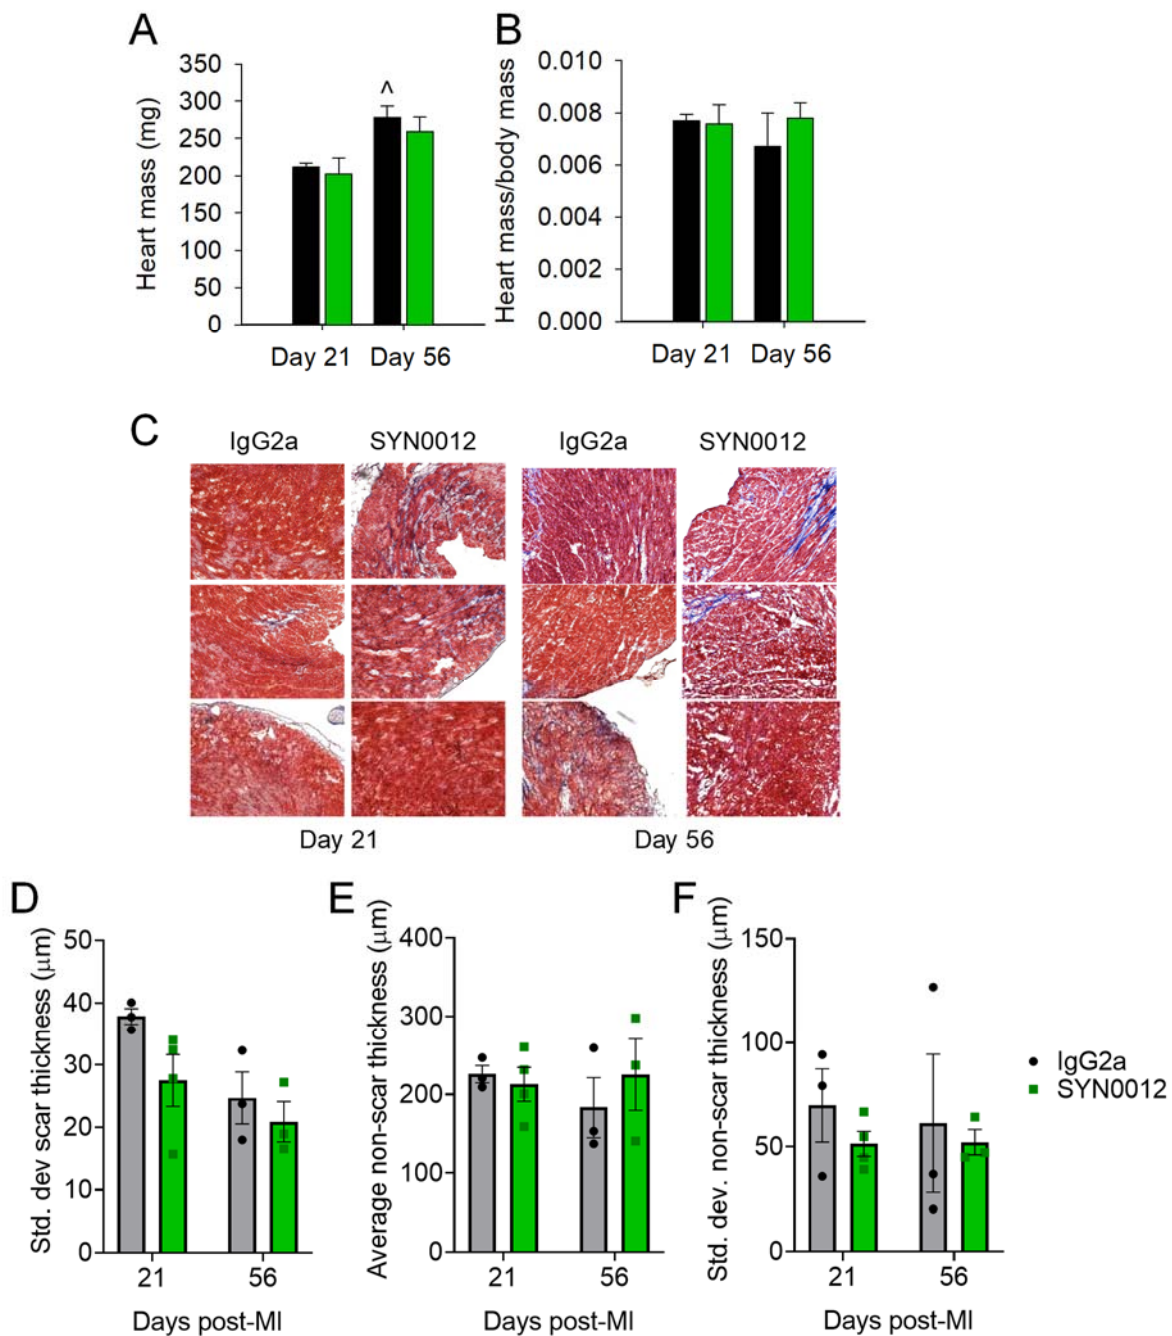 A
Heart mass (mg)
350
300
250
200
150
100
50
0
^
Day 21 Day 56
B
Heart mass/body mass
0.010
0.008
0.006
0.004
0.002
0.000
Day 21 Day 56
C
IgG2a SYN0012 IgG2a SYN0012
Day 21 Day 56
D
Std. dev scar thickness (μm)
50
40
30
20
10
0
21 56
Days post-MI
E
Average non-scar thickness (μm)
400
300
200
100
0
21 56
Days post-MI
F
Std. dev. non-scar thickness (μm)
150
100
50
0
21 56
Days post-MI
IgG2a
SYN0012